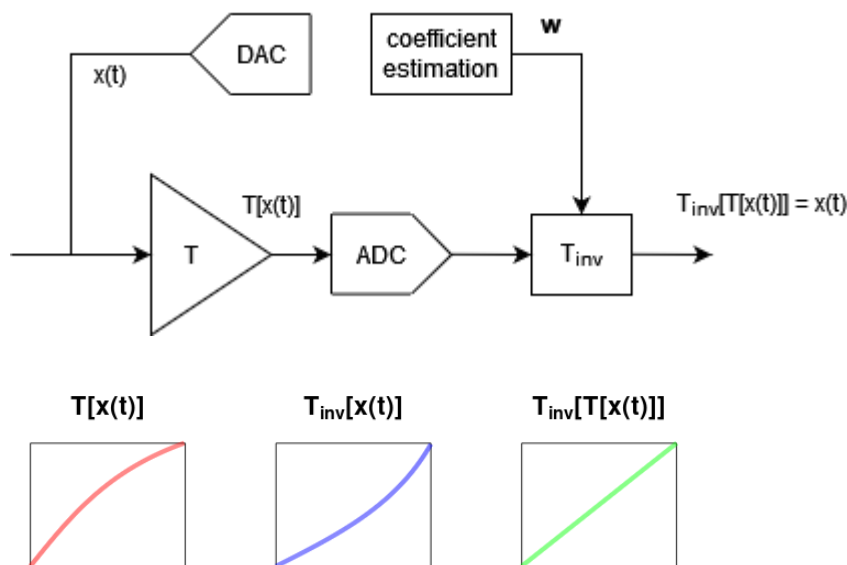 DAC
coefficient
estimation
w
x(t)
T[x(t)]
T
ADC
Tinv
Tinv[T[x(t)]] = x(t)
T[x(t)]
Tinv[x(t)]
Tinv[T[x(t)]]